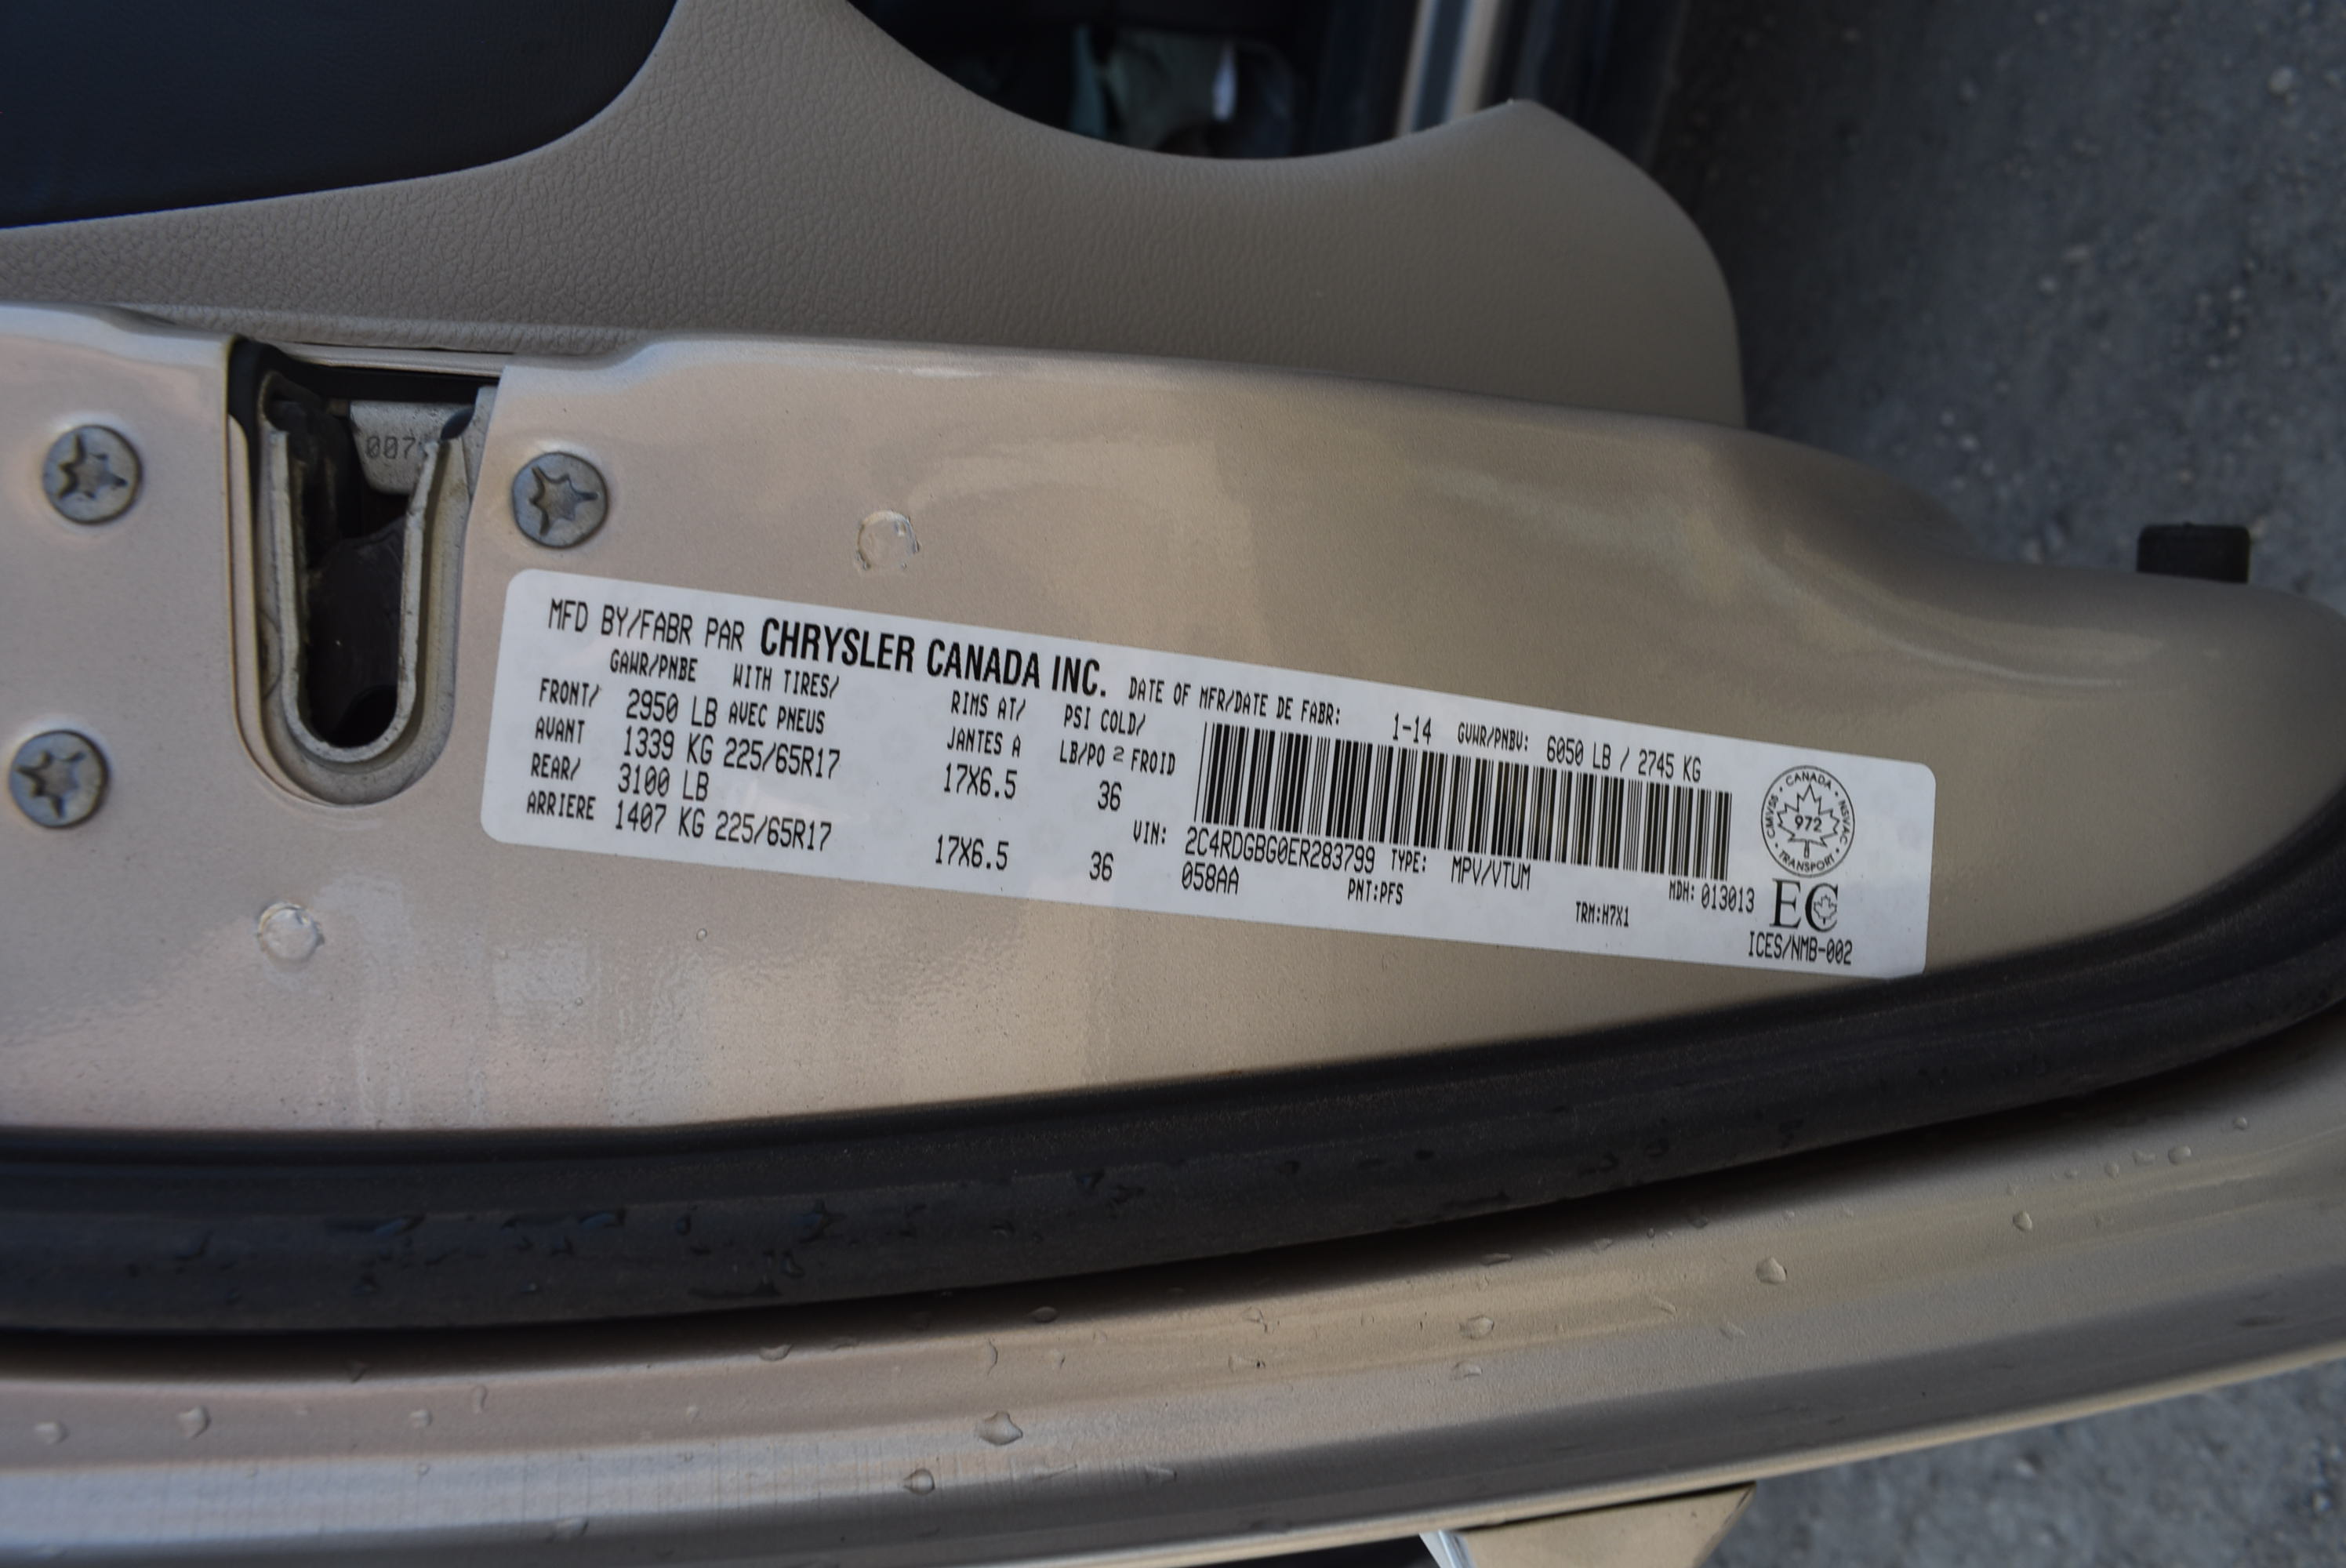 007
MFD BY/FABR PAR CHRYSLER CANADA INC. DATE OF MFR/DATE DE FABR: 1-14 GVWR/PNBV: 6050 LB / 2745 KG
GAWR/PNBE WITH TIRES/ RIMS AT/ PSI COLD/
FRONT/ 2950 LB AVEC PNEUS JANTES A LB/PO 2 FROID
AVANT 1339 KG 225/65R17 17X6.5 36
REAR/ 3100 LB
ARRIERE 1407 KG 225/65R17 17X6.5 36
VIN: 2C4RDGBG0ER283799 TYPE: MPV/VTUM
058AA PNT:PFS TRM:H7X1 MDH: 013013
CANADA · NSVAC · TRANSPORT · CMVSS ·
972
EC
ICES/NMB-002